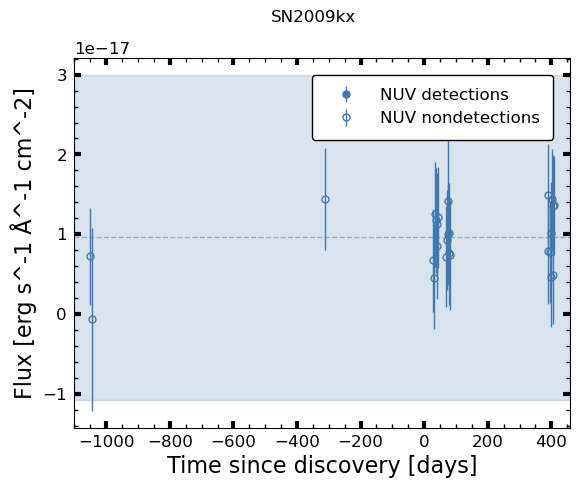 SN2009kx
1e−17
NUV detections
NUV nondetections
3
2
1
0
−1
Flux [erg s^-1 Å^-1 cm^-2]
−1000 −800 −600 −400 −200 0 200 400
Time since discovery [days]